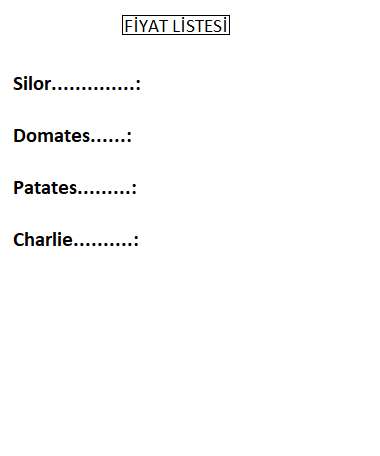 FİYAT LİSTESİ
Silor..............:
Domates......:
Patates.........:
Charlie..........: